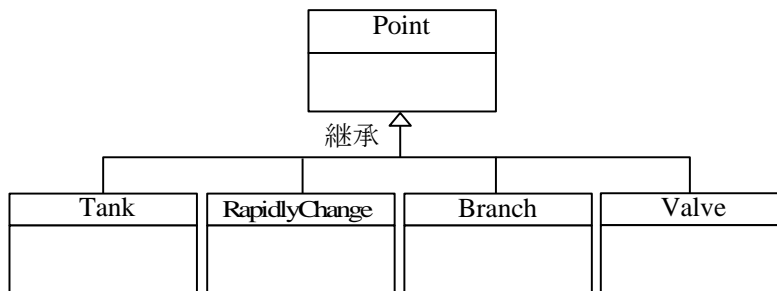 Point
継承
Tank
RapidlyChange
Branch
Valve